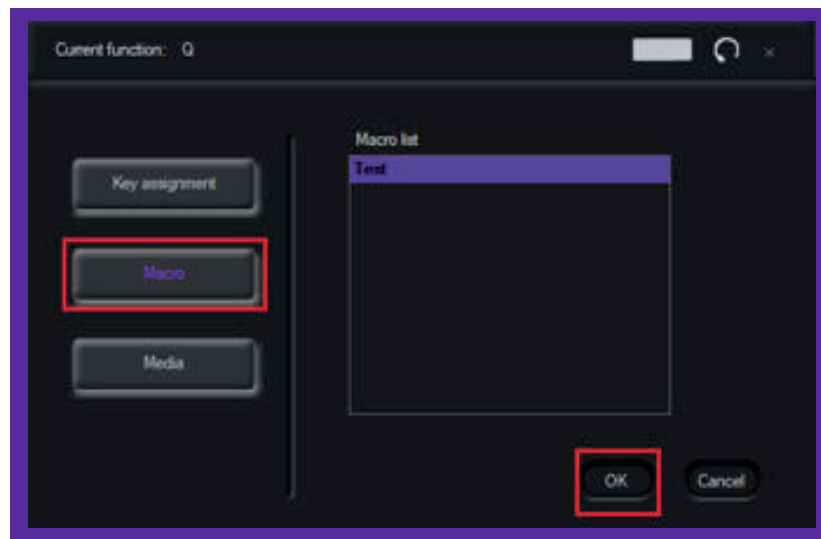 Current function: Q
Macro list
Test
Key assignment
Macro
Media
OK
Cancel